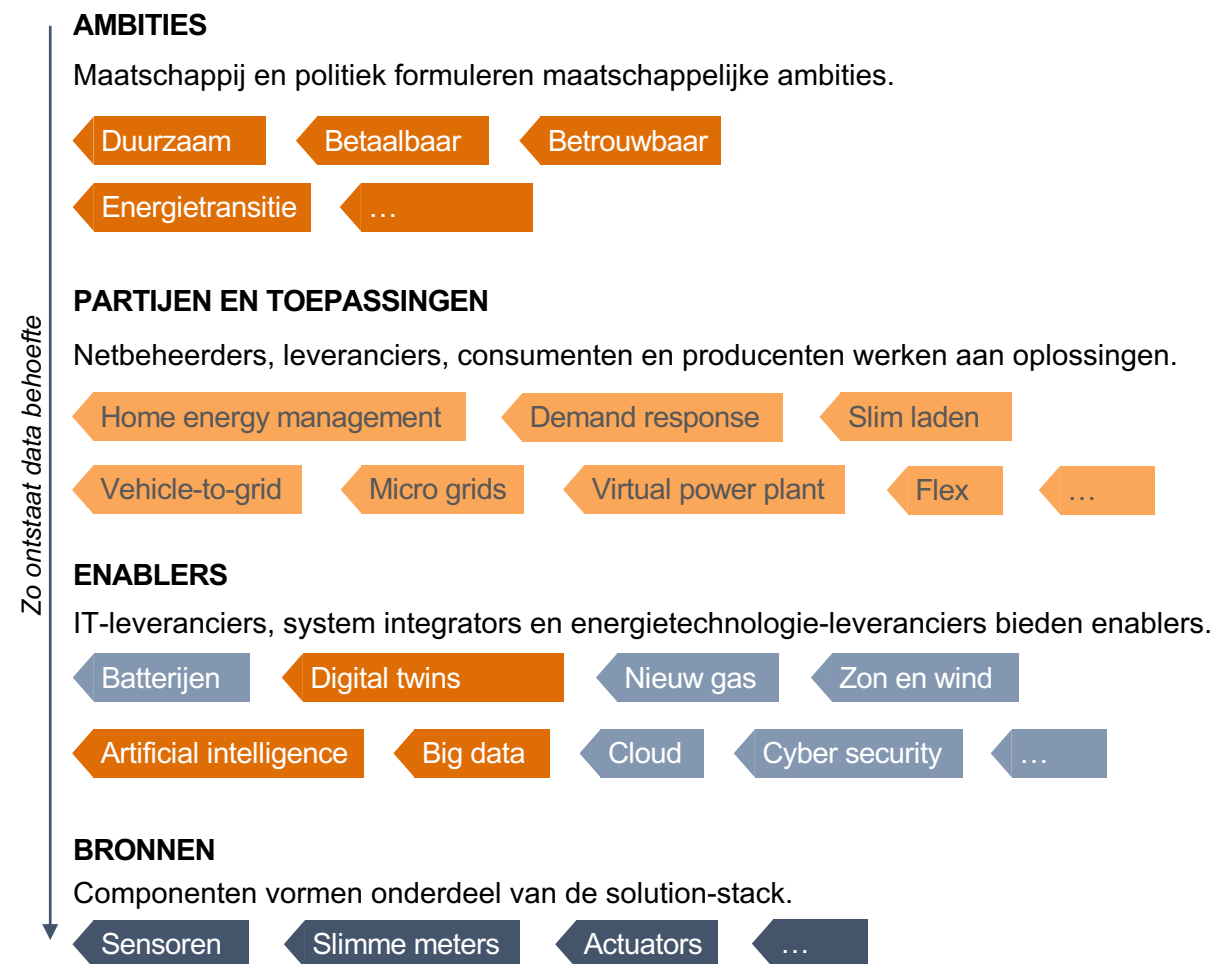 AMBITIES
Maatschappij en politiek formuleren maatschappelijke ambities.
Duurzaam Betaalbaar Betrouwbaar
Energietransitie …
PARTIJEN EN TOEPASSINGEN
Netbeheerders, leveranciers, consumenten en producenten werken aan oplossingen.
Home energy management Demand response Slim laden
Vehicle-to-grid Micro grids Virtual power plant Flex …
ENABLERS
IT-leveranciers, system integrators en energietechnologie-leveranciers bieden enablers.
Batterijen Digital twins Nieuw gas Zon en wind
Artificial intelligence Big data Cloud Cyber security …
BRONNEN
Componenten vormen onderdeel van de solution-stack.
Sensoren Slimme meters Actuators …
Zo ontstaat data behoefte